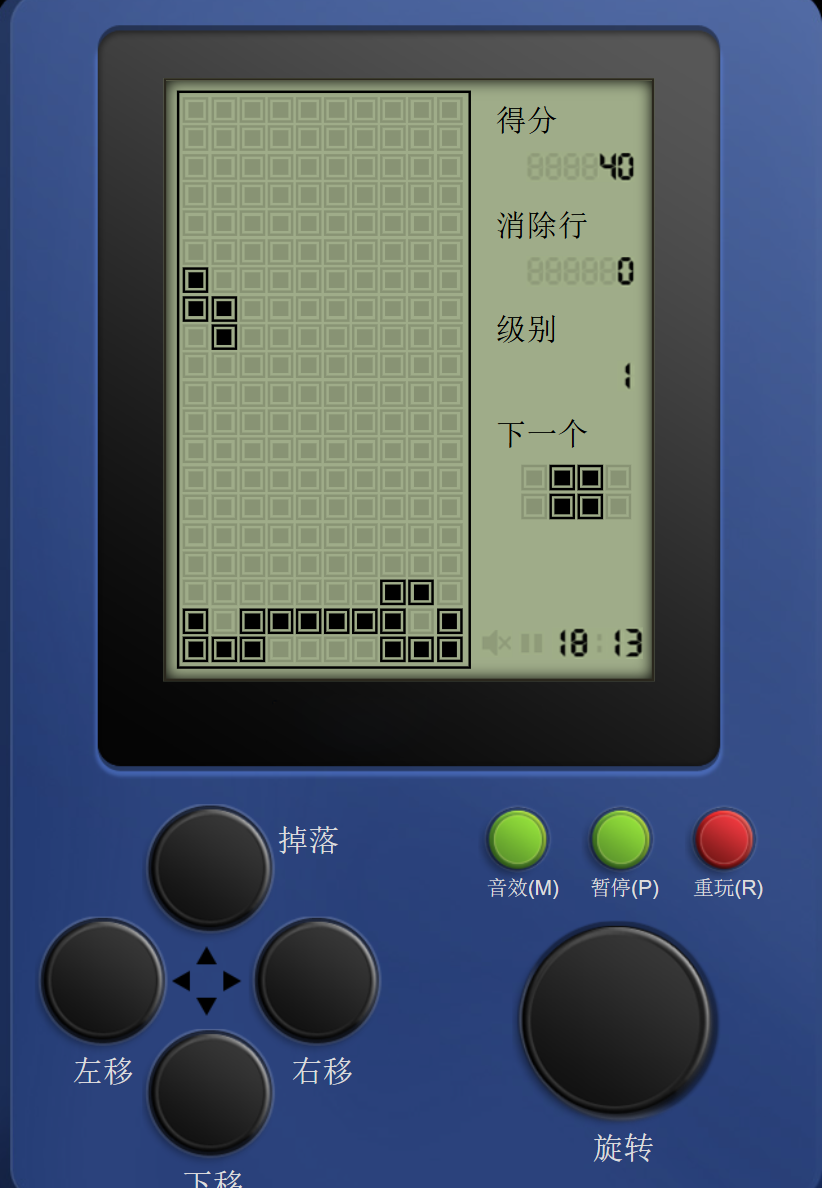 得分
40
消除行
0
级别
1
下一个
18:13
掉落
音效(M)
暂停(P)
重玩(R)
左移
右移
下移
旋转